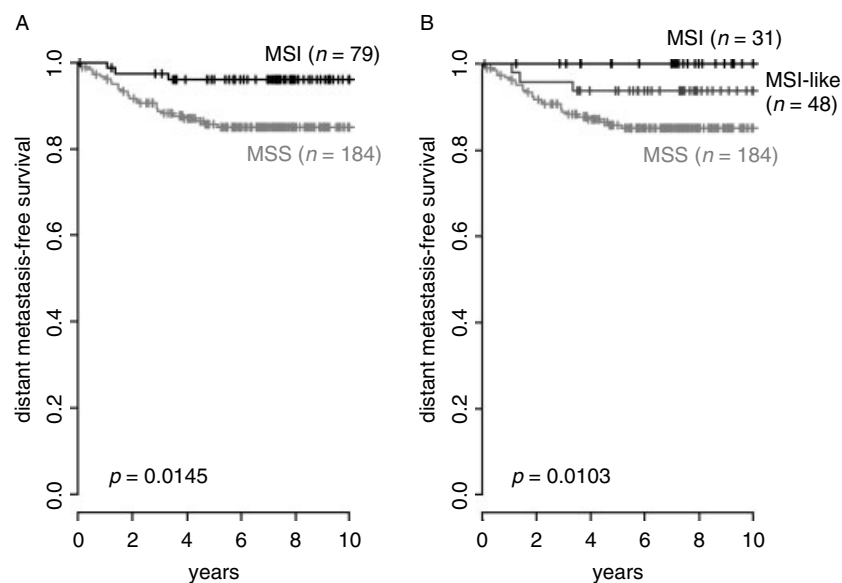 A
MSI (n = 79)
MSS (n = 184)
distant metastasis-free survival
1.0
0.8
0.6
0.4
0.2
0.0
p = 0.0145
0 2 4 6 8 10
years
B
MSI (n = 31)
MSI-like
(n = 48)
MSS (n = 184)
distant metastasis-free survival
1.0
0.8
0.6
0.4
0.2
0.0
p = 0.0103
0 2 4 6 8 10
years